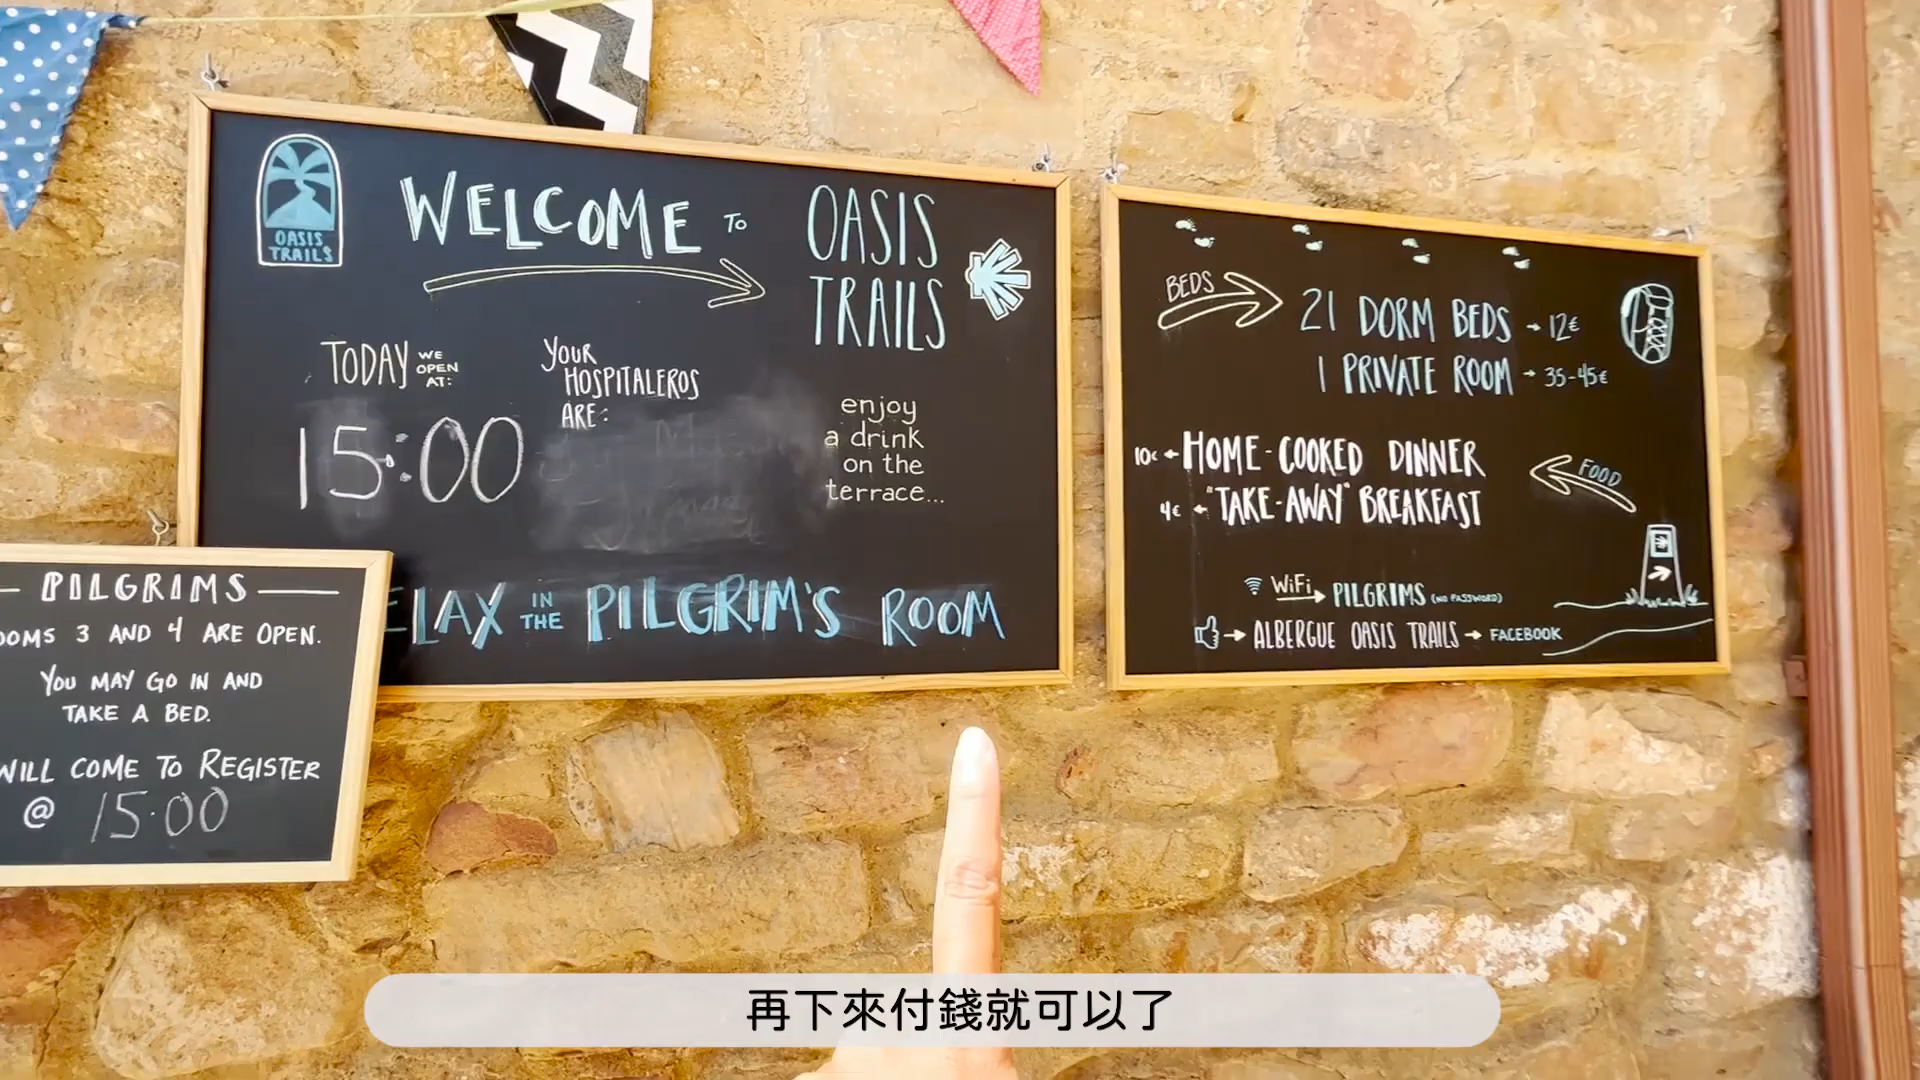 OASIS
TRAILS
WELCOME TO
OASIS
TRAILS
TODAY WE
OPEN
AT:
15:00
YOUR
HOSPITALEROS
ARE:
enjoy
a drink
on the
terrace...
ELAX IN
THE PILGRIM'S ROOM
PILGRIMS
OOMS 3 AND 4 ARE OPEN.
YOU MAY GO IN AND
TAKE A BED.
WILL COME TO REGISTER
@ 15:00
BEDS
21 DORM BEDS → 12€
1 PRIVATE ROOM → 35-45€
10€ ← HOME-COOKED DINNER
4€ ← "TAKE-AWAY" BREAKFAST
FOOD
WiFi → PILGRIMS (NO PASSWORD)
→ ALBERGUE OASIS TRAILS → FACEBOOK
再下來付錢就可以了